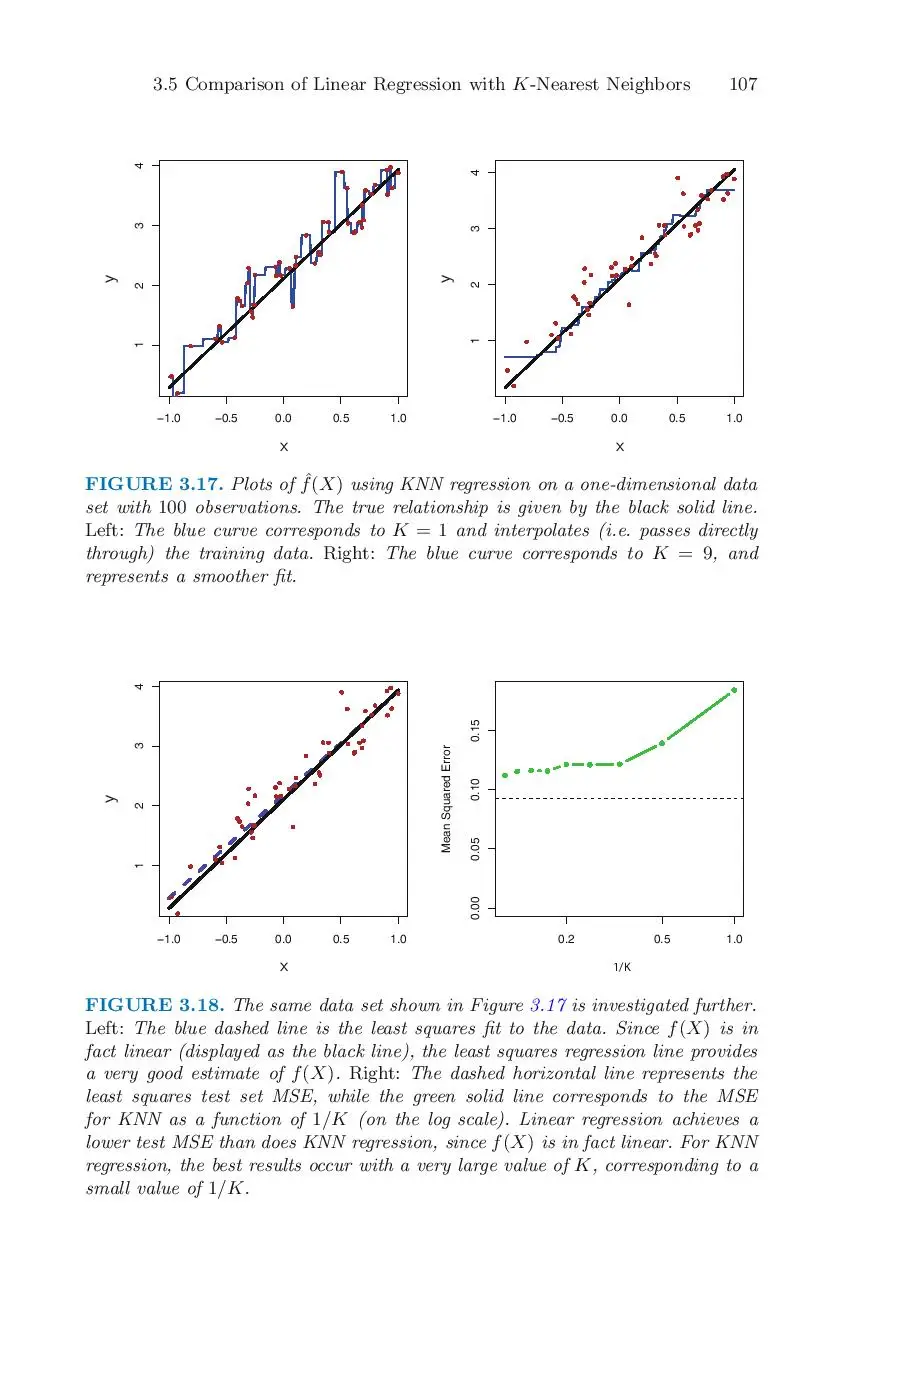 3.5 Comparison of Linear Regression with K-Nearest Neighbors 107
y
4
3
2
1
−1.0 −0.5 0.0 0.5 1.0
x
y
4
3
2
1
−1.0 −0.5 0.0 0.5 1.0
x
FIGURE 3.17. Plots of f̂(X) using KNN regression on a one-dimensional data
set with 100 observations. The true relationship is given by the black solid line.
Left: The blue curve corresponds to K = 1 and interpolates (i.e. passes directly
through) the training data. Right: The blue curve corresponds to K = 9, and
represents a smoother fit.
y
4
3
2
1
−1.0 −0.5 0.0 0.5 1.0
x
Mean Squared Error
0.15
0.10
0.05
0.00
0.2 0.5 1.0
1/K
FIGURE 3.18. The same data set shown in Figure 3.17 is investigated further.
Left: The blue dashed line is the least squares fit to the data. Since f(X) is in
fact linear (displayed as the black line), the least squares regression line provides
a very good estimate of f(X). Right: The dashed horizontal line represents the
least squares test set MSE, while the green solid line corresponds to the MSE
for KNN as a function of 1/K (on the log scale). Linear regression achieves a
lower test MSE than does KNN regression, since f(X) is in fact linear. For KNN
regression, the best results occur with a very large value of K, corresponding to a
small value of 1/K.